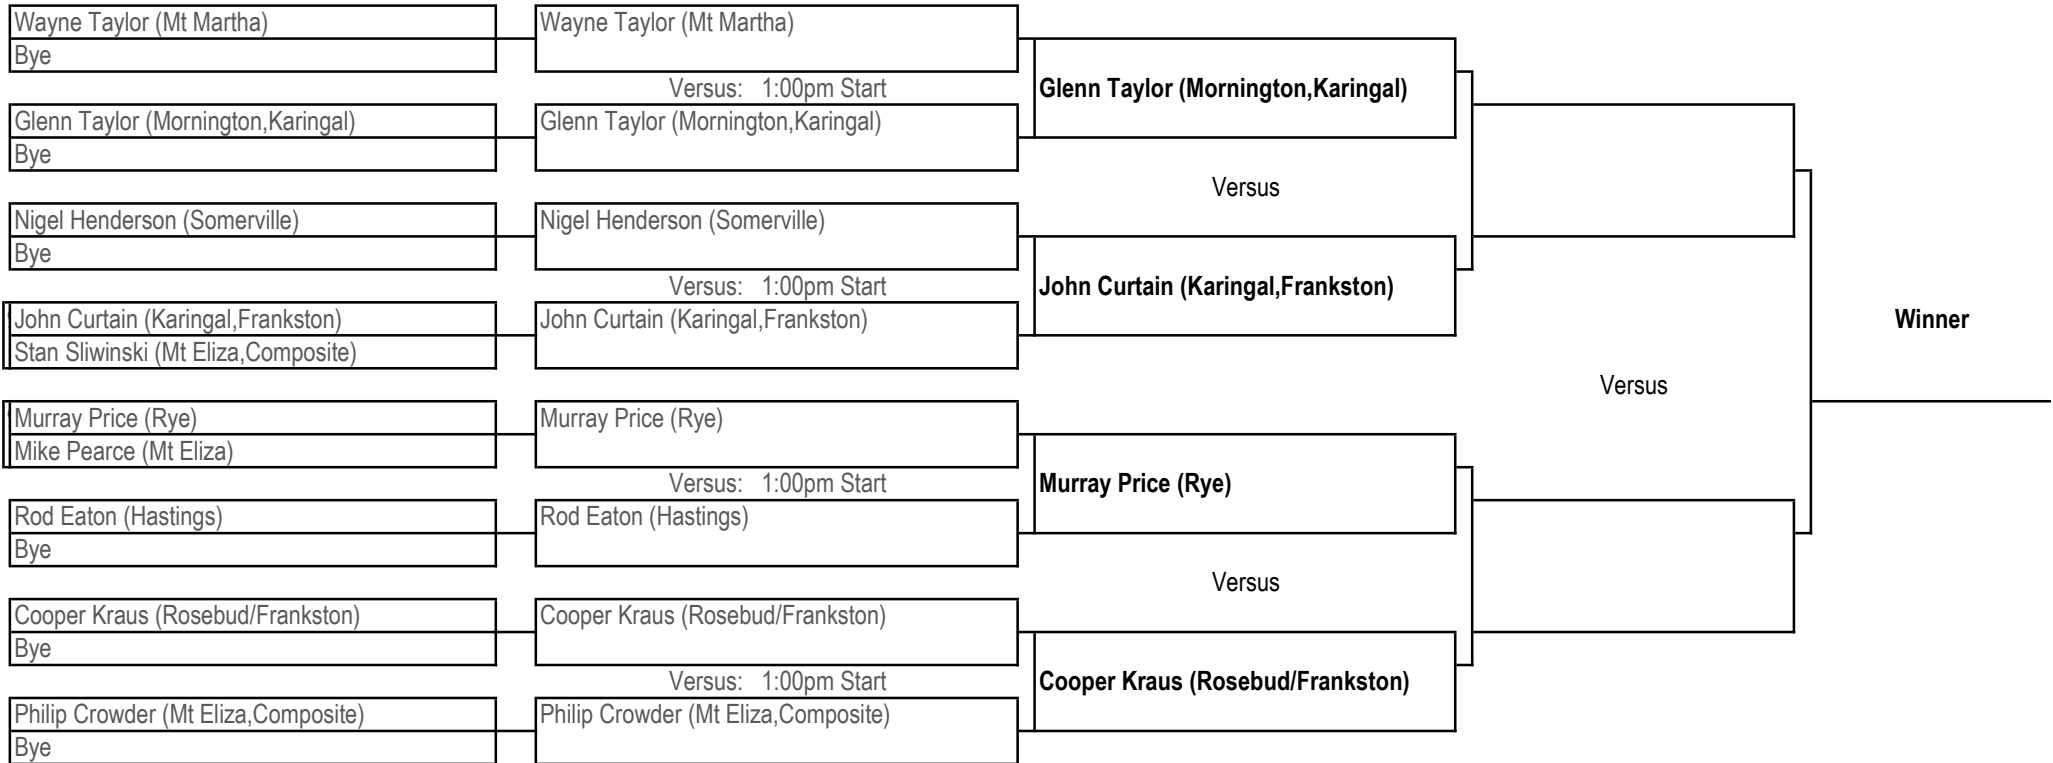 Wayne Taylor (Mt Martha)
Bye
Glenn Taylor (Mornington,Karingal)
Bye
Nigel Henderson (Somerville)
Bye
John Curtain (Karingal,Frankston)
Stan Sliwinski (Mt Eliza,Composite)
Murray Price (Rye)
Mike Pearce (Mt Eliza)
Rod Eaton (Hastings)
Bye
Cooper Kraus (Rosebud/Frankston)
Bye
Philip Crowder (Mt Eliza,Composite)
Bye
Wayne Taylor (Mt Martha)
Versus: 1:00pm Start
Glenn Taylor (Mornington,Karingal)
Nigel Henderson (Somerville)
Versus: 1:00pm Start
John Curtain (Karingal,Frankston)
Murray Price (Rye)
Versus: 1:00pm Start
Rod Eaton (Hastings)
Cooper Kraus (Rosebud/Frankston)
Versus: 1:00pm Start
Philip Crowder (Mt Eliza,Composite)
Glenn Taylor (Mornington,Karingal)
Versus
John Curtain (Karingal,Frankston)
Murray Price (Rye)
Versus
Cooper Kraus (Rosebud/Frankston)
Versus
Winner